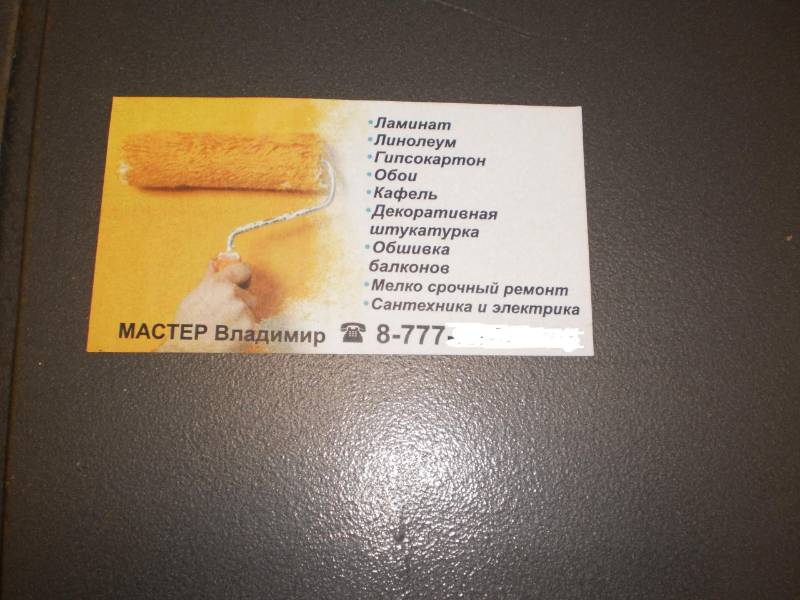 •Ламинат
•Линолеум
•Гипсокартон
•Обои
•Кафель
•Декоративная
штукатурка
•Обшивка
балконов
•Мелко срочный ремонт
•Сантехника и электрика
МАСТЕР Владимир ☎ 8-777-